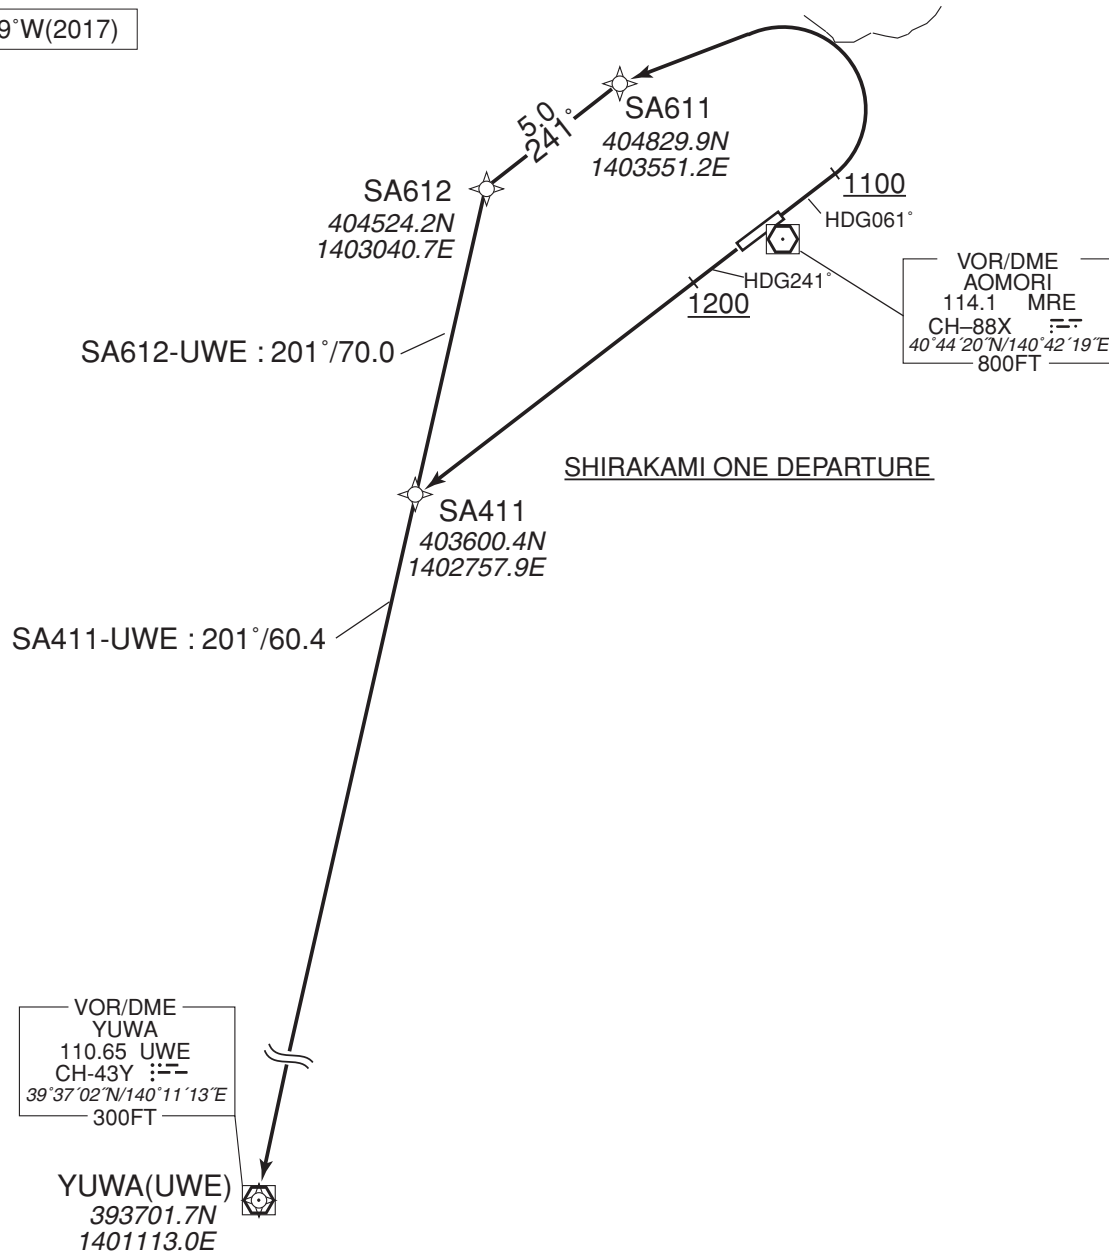 9°W(2017)
SA611
404829.9N
1403551.2E
5.0
241°
SA612
404524.2N
1403040.7E
1100
HDG061°
HDG241°
1200
VOR/DME
AOMORI
114.1 MRE
CH–88X
40°44´20˝N/140°42´19˝E
800FT
SA612-UWE : 201°/70.0
SHIRAKAMI ONE DEPARTURE
SA411
403600.4N
1402757.9E
SA411-UWE : 201°/60.4
VOR/DME
YUWA
110.65 UWE
CH-43Y
39°37´02˝N/140°11´13˝E
300FT
YUWA(UWE)
393701.7N
1401113.0E